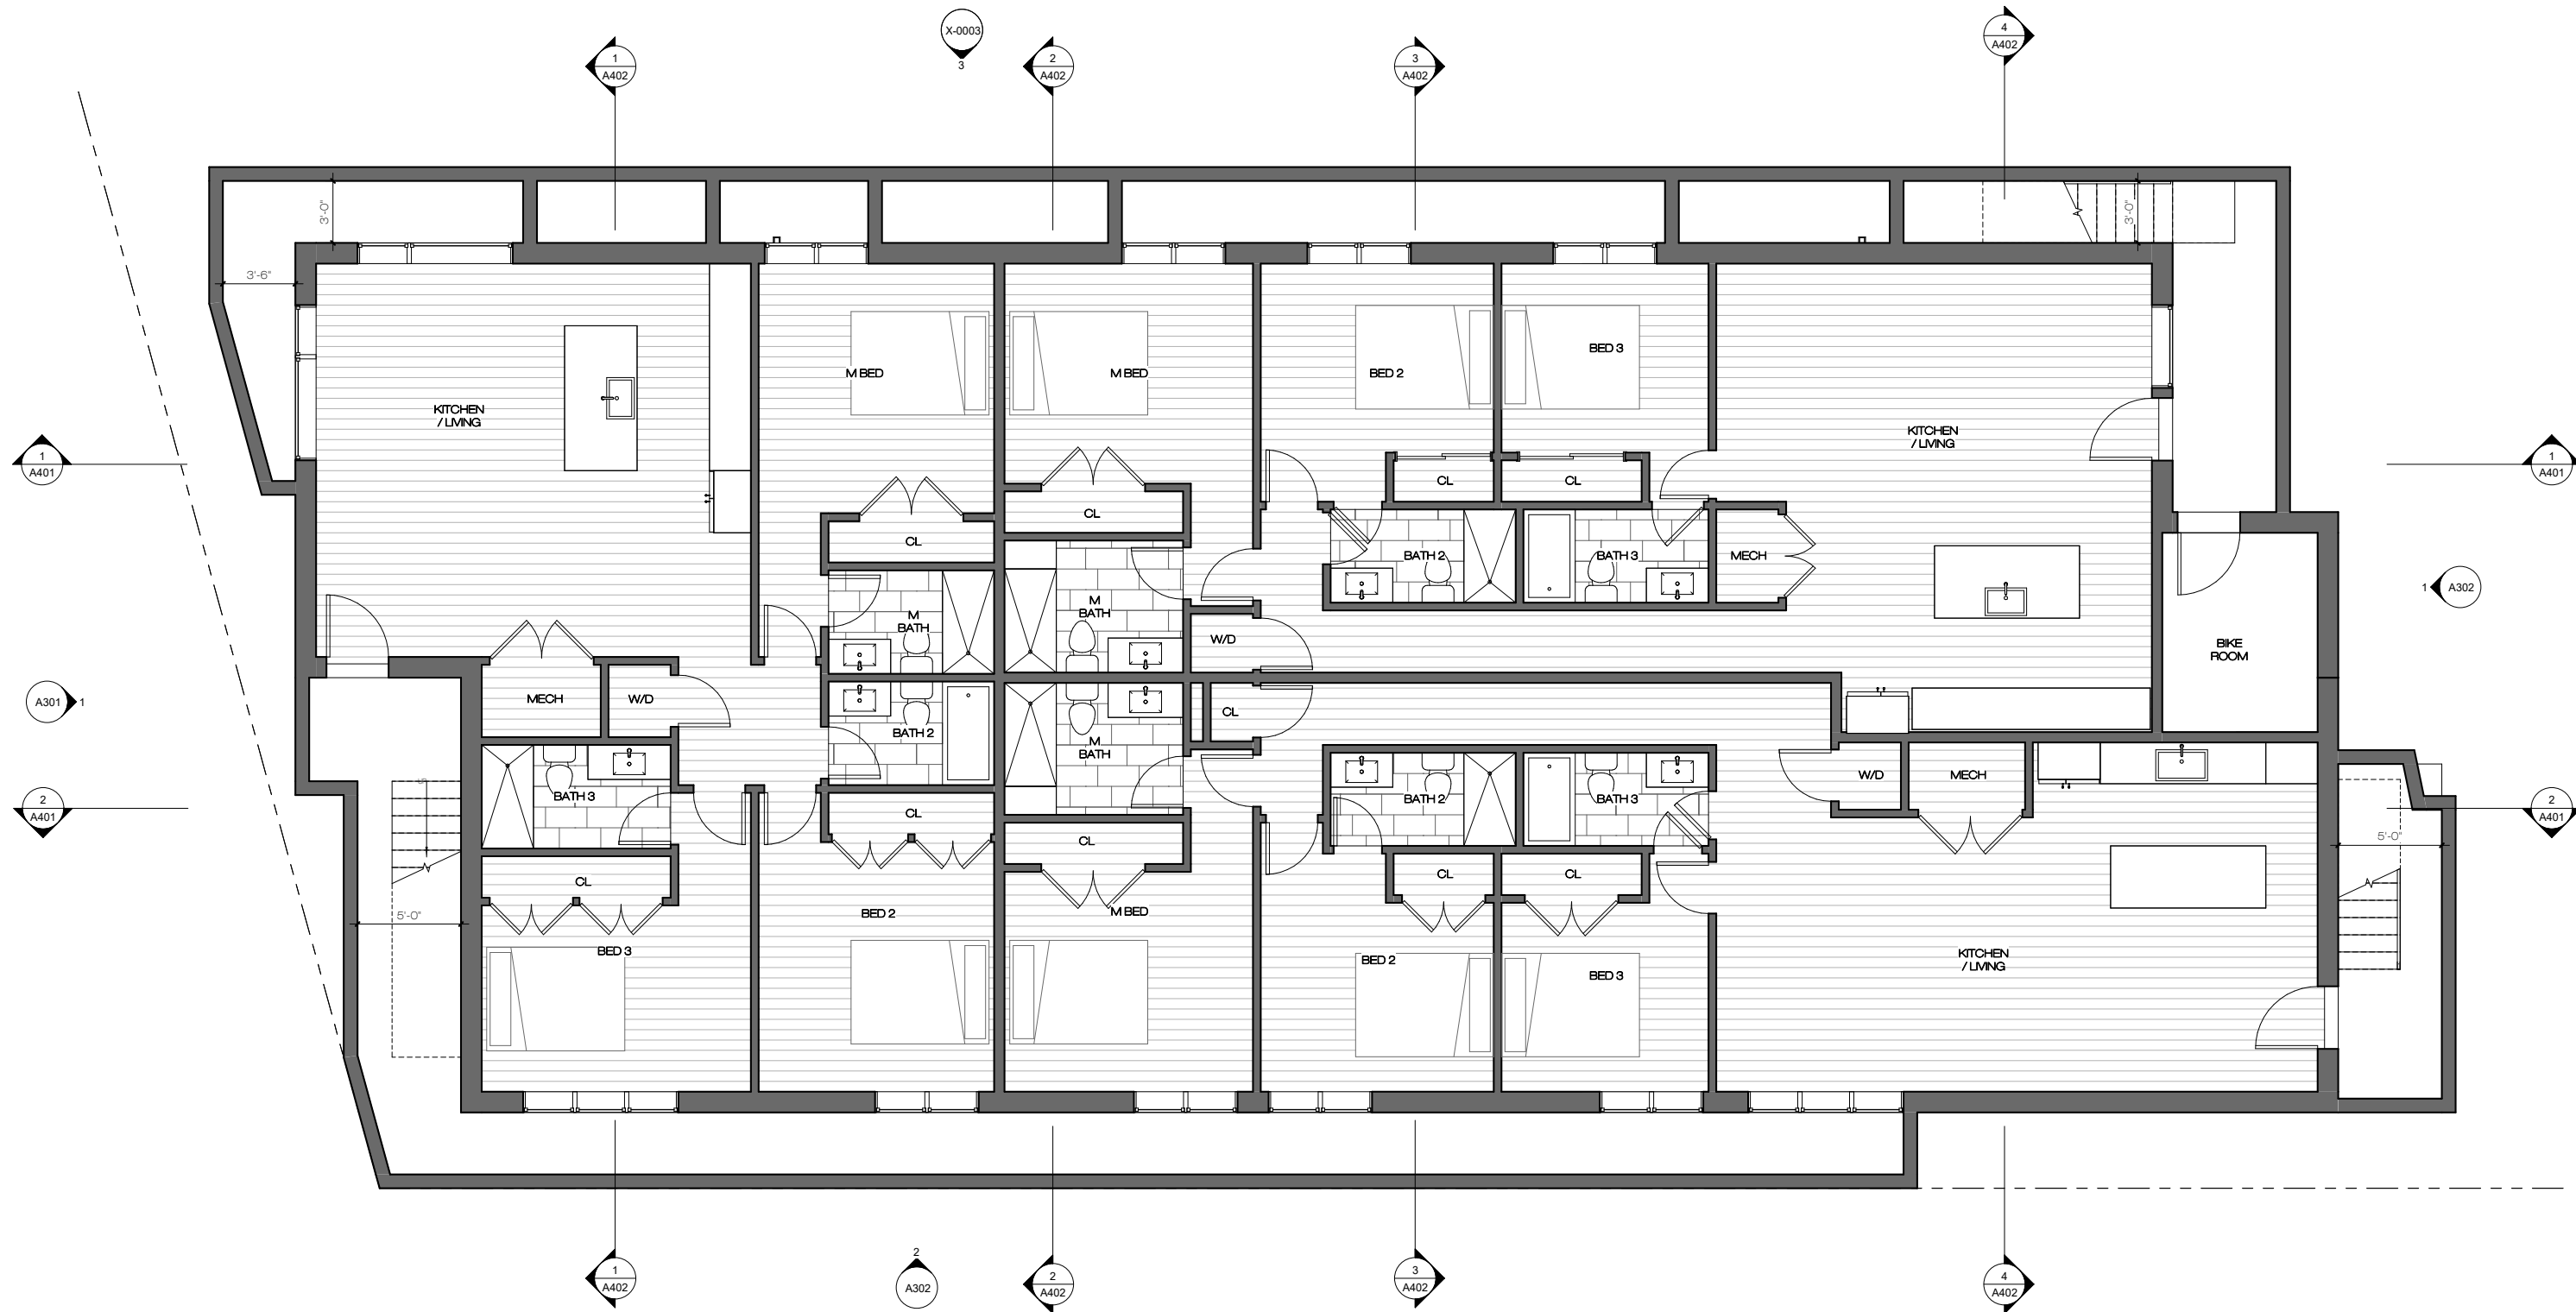 X-0003
3
1
A402
2
A402
3
A402
4
A402
3'-0"
3'-0"
3'-6"
M BED
M BED
BED 2
BED 3
KITCHEN
/ LIVING
KITCHEN
/ LIVING
1
A401
1
A401
CL
CL
CL
CL
BATH 2
BATH 3
MECH
M
BATH
M
BATH
W/D
BIKE
ROOM
1
A302
A301
1
MECH
W/D
CL
BATH 2
M
BATH
BATH 3
BATH 2
BATH 3
W/D
MECH
2
A401
2
A401
CL
CL
5'-0"
CL
CL
CL
5'-0"
BED 2
M BED
BED 3
BED 2
BED 3
KITCHEN
/ LIVING
1
A402
2
A302
2
A402
3
A402
4
A402